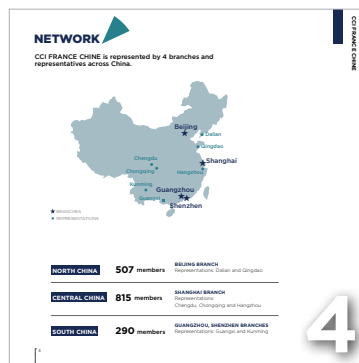 NETWORK
CCI FRANCE CHINE is represented by 4 branches and
representatives across China.
CCI FRANCE CHINE
Beijing
Dalian
Qingdao
Shanghai
Chengdu
Chongqing
Hangzhou
Kunming
Guangzhou
Guangxi
Shenzhen
BRANCHES
REPRESENTATIONS
NORTH CHINA
507 members
BEIJING BRANCH
Representations: Dalian and Qingdao
CENTRAL CHINA
815 members
SHANGHAI BRANCH
Representations:
Chengdu, Chongqing and Hangzhou
SOUTH CHINA
290 members
GUANGZHOU, SHENZHEN BRANCHES
Representations: Guangxi and Kunming
4
4